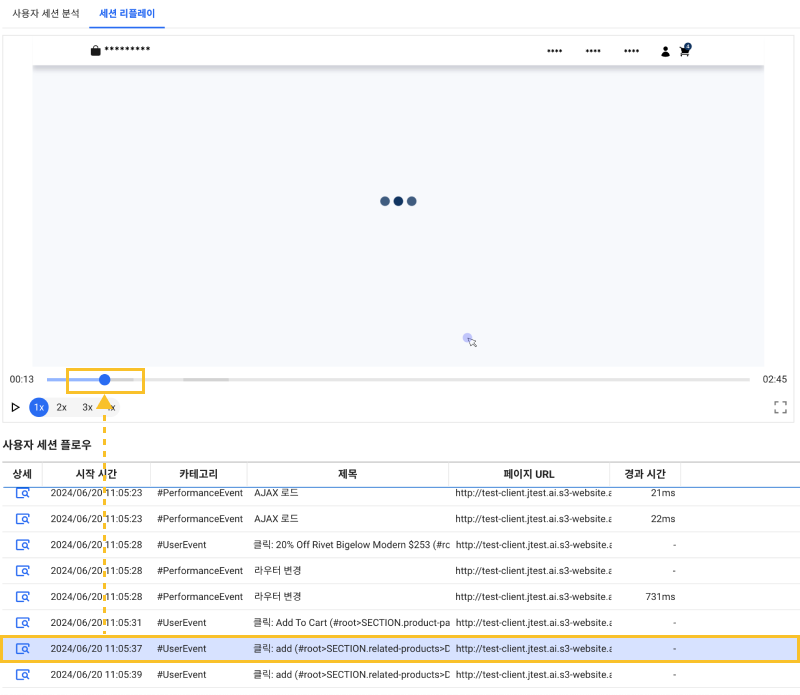 사용자 세션 분석 세션 리플레이
********* •••• •••• •••• 4
00:13 02:45
1x 2x 3x
사용자 세션 플로우
상세 시작 시간 카테고리 제목 페이지 URL 경과 시간
2024/06/20 11:05:23 #PerformanceEvent AJAX 로드 http://test-client.jtest.ai.s3-website.a 21ms
2024/06/20 11:05:23 #PerformanceEvent AJAX 로드 http://test-client.jtest.ai.s3-website.a 22ms
2024/06/20 11:05:28 #UserEvent 클릭: 20% Off Rivet Bigelow Modern $253 (#ro http://test-client.jtest.ai.s3-website.a -
2024/06/20 11:05:28 #PerformanceEvent 라우터 변경 http://test-client.jtest.ai.s3-website.a -
2024/06/20 11:05:28 #PerformanceEvent 라우터 변경 http://test-client.jtest.ai.s3-website.a 731ms
2024/06/20 11:05:31 #UserEvent 클릭: Add To Cart (#root>SECTION.product-pa http://test-client.jtest.ai.s3-website.a -
2024/06/20 11:05:37 #UserEvent 클릭: add (#root>SECTION.related-products>D http://test-client.jtest.ai.s3-website.a -
2024/06/20 11:05:39 #UserEvent 클릭: add (#root>SECTION.related-products>D http://test-client.jtest.ai.s3-website.a -